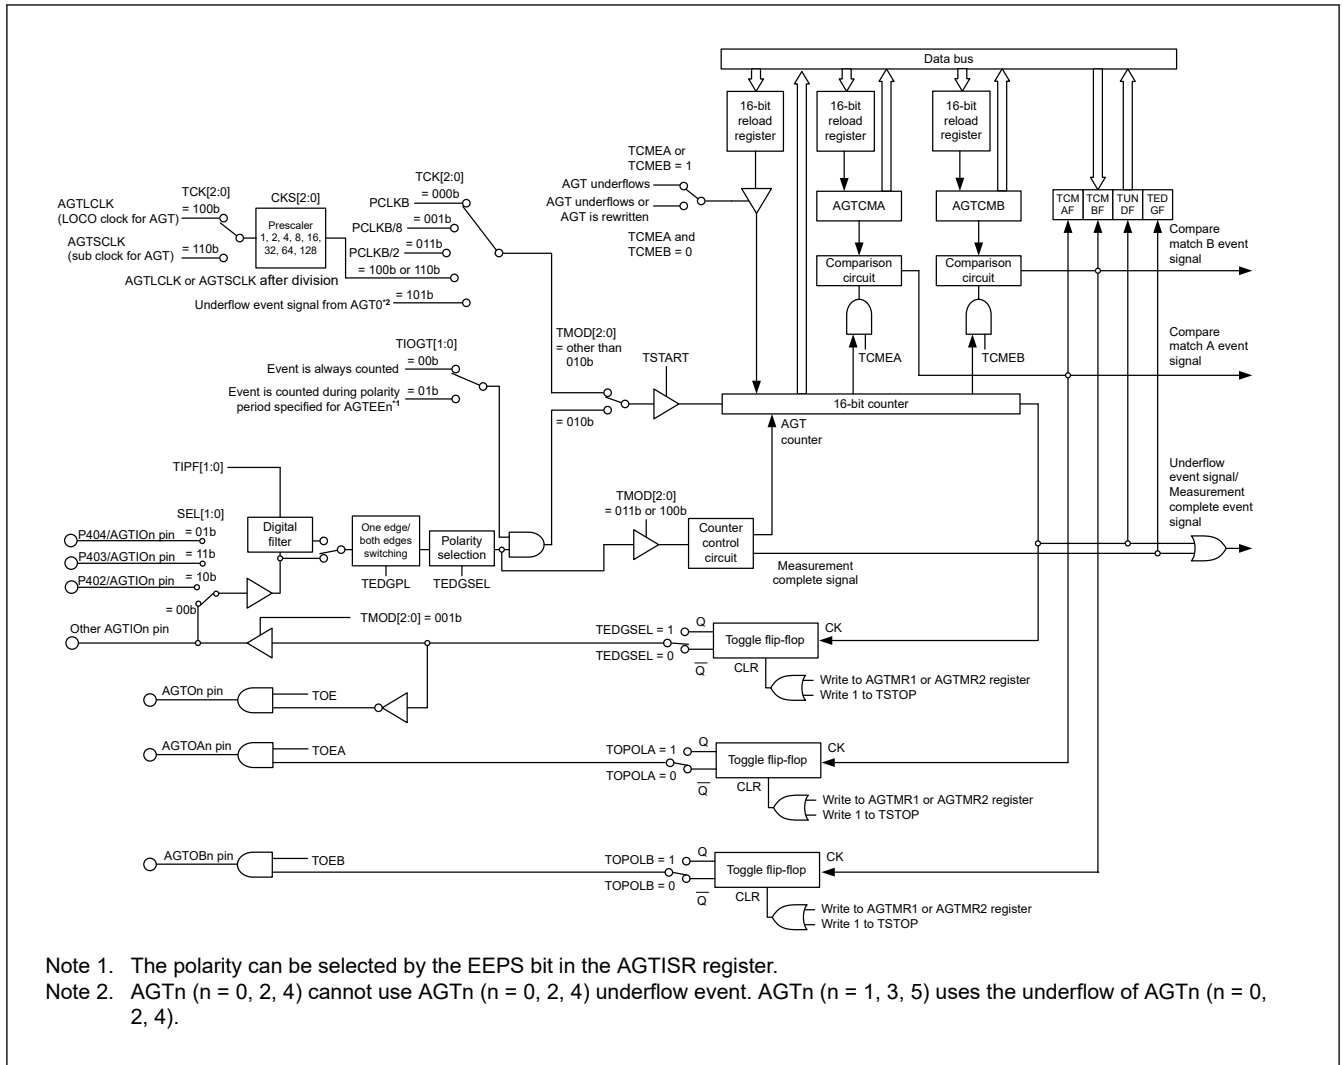 Data bus
16-bit
reload
register
16-bit
reload
register
16-bit
reload
register
TCMEA or
TCMEB = 1
AGT underflows
AGT underflows or
AGT is rewritten
TCMEA and
TCMEB = 0
AGTCMA
AGTCMB
TCM
AF
TCM
BF
TUN
DF
TED
GF
Comparison
circuit
Comparison
circuit
TCMEA
TCMEB
Compare
match B event
signal
Compare
match A event
signal
TCK[2:0]
= 100b
AGTLCLK
(LOCO clock for AGT)
AGTSCLK
(sub clock for AGT)
= 110b
CKS[2:0]
Prescaler
1, 2, 4, 8, 16,
32, 64, 128
TCK[2:0]
= 000b
PCLKB
= 001b
PCLKB/8
= 011b
PCLKB/2
= 100b or 110b
AGTLCLK or AGTSCLK after division
= 101b
Underflow event signal from AGT0*2
TIOGT[1:0]
= 00b
Event is always counted
Event is counted during polarity
period specified for AGTEEn*1
= 01b
TMOD[2:0]
= other than
010b
= 010b
TSTART
16-bit counter
AGT
counter
TIPF[1:0]
SEL[1:0]
P404/AGTIOn pin = 01b
P403/AGTIOn pin = 11b
P402/AGTIOn pin = 10b
= 00b
Other AGTIOn pin
Digital
filter
One edge/
both edges
switching
TEDGPL
Polarity
selection
TEDGSEL
TMOD[2:0]
= 011b or 100b
Counter
control
circuit
Measurement
complete signal
Underflow
event signal/
Measurement
complete event
signal
TMOD[2:0] = 001b
TEDGSEL = 1
TEDGSEL = 0
Q
Q
Toggle flip-flop
CK
CLR
Write to AGTMR1 or AGTMR2 register
Write 1 to TSTOP
AGTOn pin
TOE
AGTOAn pin
TOEA
TOPOLA = 1
TOPOLA = 0
Q
Q
Toggle flip-flop
CK
CLR
Write to AGTMR1 or AGTMR2 register
Write 1 to TSTOP
AGTOBn pin
TOEB
TOPOLB = 1
TOPOLB = 0
Q
Q
Toggle flip-flop
CK
CLR
Write to AGTMR1 or AGTMR2 register
Write 1 to TSTOP
Note 1. The polarity can be selected by the EEPS bit in the AGTISR register.
Note 2. AGTn (n = 0, 2, 4) cannot use AGTn (n = 0, 2, 4) underflow event. AGTn (n = 1, 3, 5) uses the underflow of AGTn (n = 0,
2, 4).